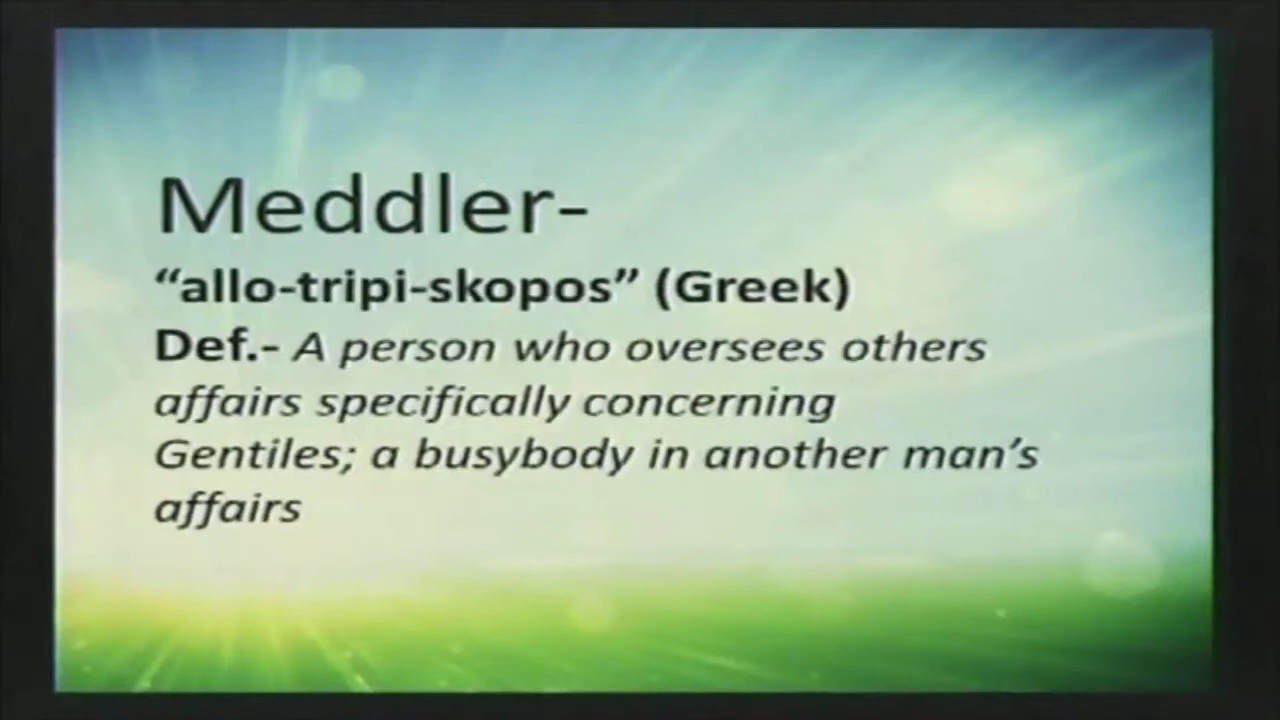 Meddler-
“allo-tripi-skopos” (Greek)
Def.- A person who oversees others
affairs specifically concerning
Gentiles; a busybody in another man’s
affairs